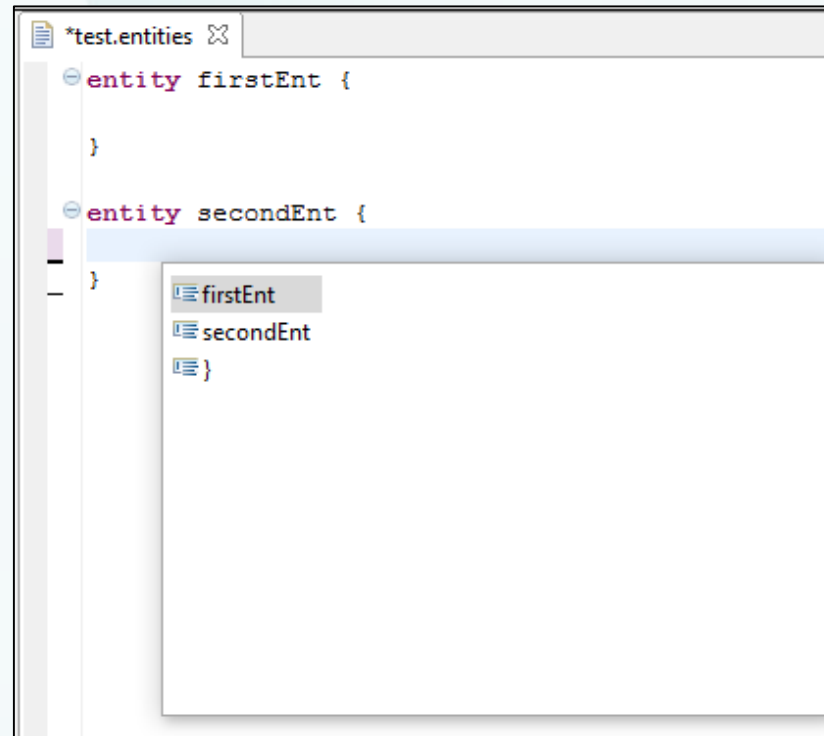 *test.entities
entity firstEnt {
}
entity secondEnt {
}
firstEnt
secondEnt
}